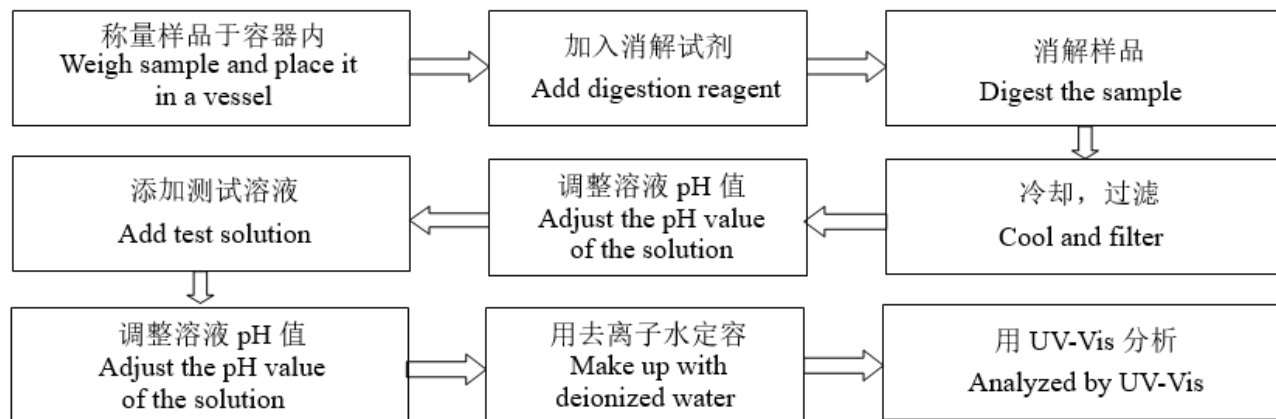 称量样品于容器内
Weigh sample and place it
in a vessel
加入消解试剂
Add digestion reagent
消解样品
Digest the sample
冷却，过滤
Cool and filter
调整溶液 pH 值
Adjust the pH value
of the solution
添加测试溶液
Add test solution
调整溶液 pH 值
Adjust the pH value
of the solution
用去离子水定容
Make up with
deionized water
用 UV-Vis 分析
Analyzed by UV-Vis